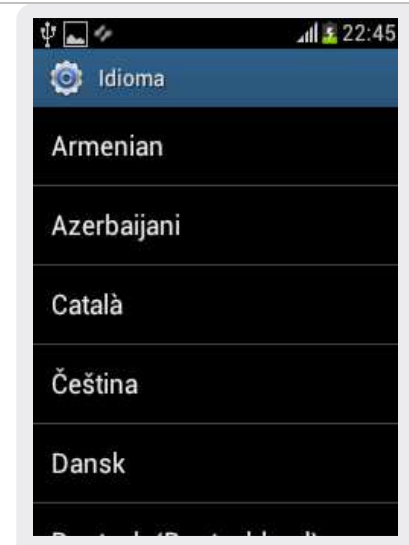 22:45
Idioma
Armenian
Azerbaijani
Català
Čeština
Dansk